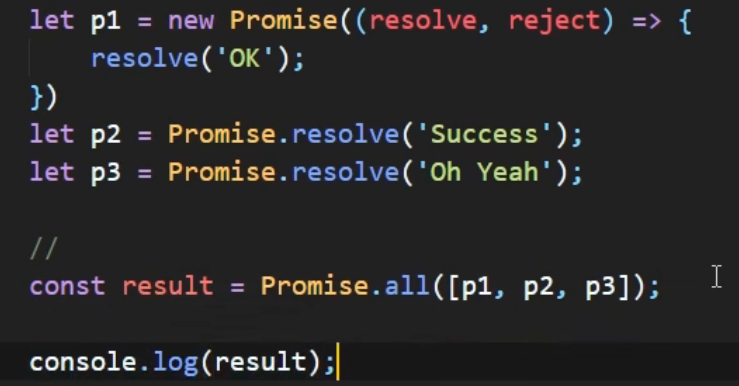 let p1 = new Promise((resolve, reject) => {
    resolve('OK');
})
let p2 = Promise.resolve('Success');
let p3 = Promise.resolve('Oh Yeah');
//
const result = Promise.all([p1, p2, p3]);
console.log(result);